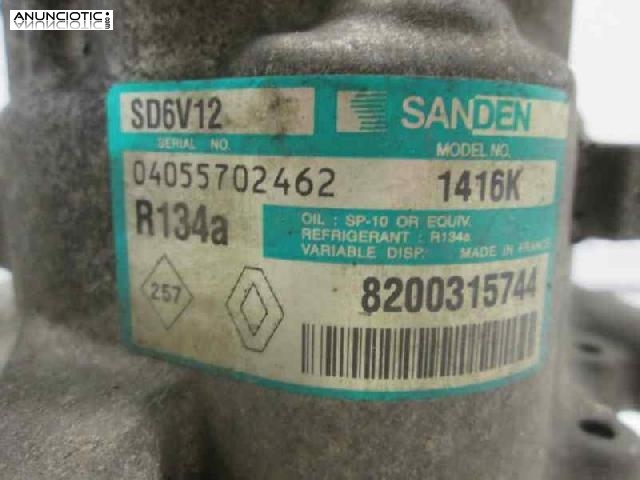 ANUNCIOTIC.com
SD6V12
SANDEN
SERIAL NO.
MODEL NO.
04055702462
1416K
R134a
OIL : SP-10 OR EQUIV.
REFRIGERANT : R134a
VARIABLE DISP. MADE IN FRANCE
257
8200315744